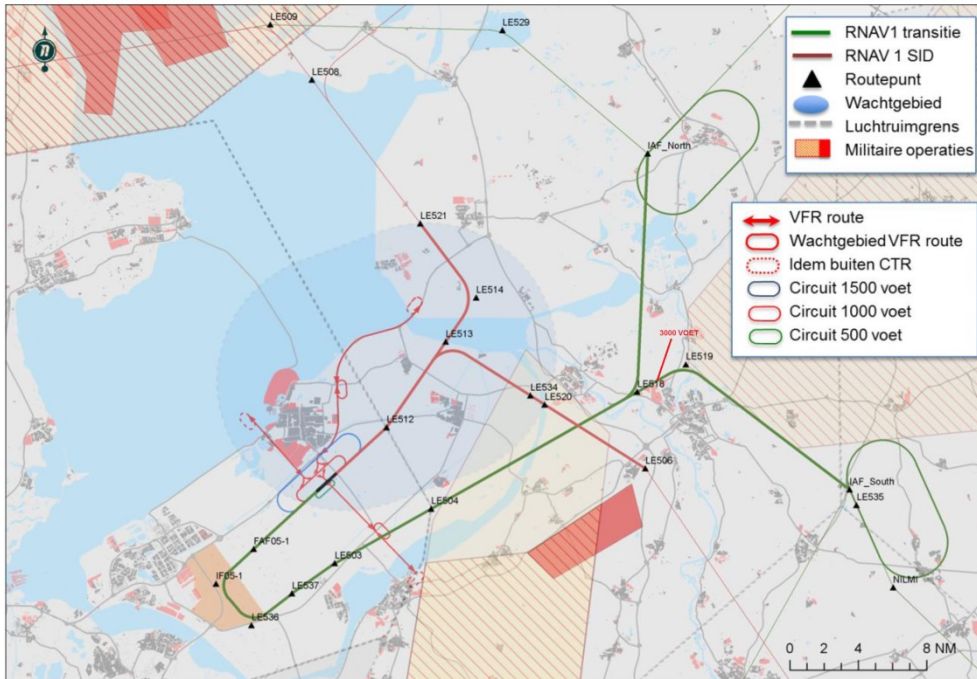 LE509
LE529
LE508
n
IAF_North
LE521
LE514
LE513
3000 VOET
LE519
LE518
LE534
LE520
LE512
LE506
IAF_South
LE535
LE504
FAF05-1
LE503
IF05-1
LE537
NILMI
LE536
RNAV1 transitie
RNAV 1 SID
Routepunt
Wachtgebied
Luchtruimgrens
Militaire operaties
VFR route
Wachtgebied VFR route
Idem buiten CTR
Circuit 1500 voet
Circuit 1000 voet
Circuit 500 voet
0 2 4 8 NM